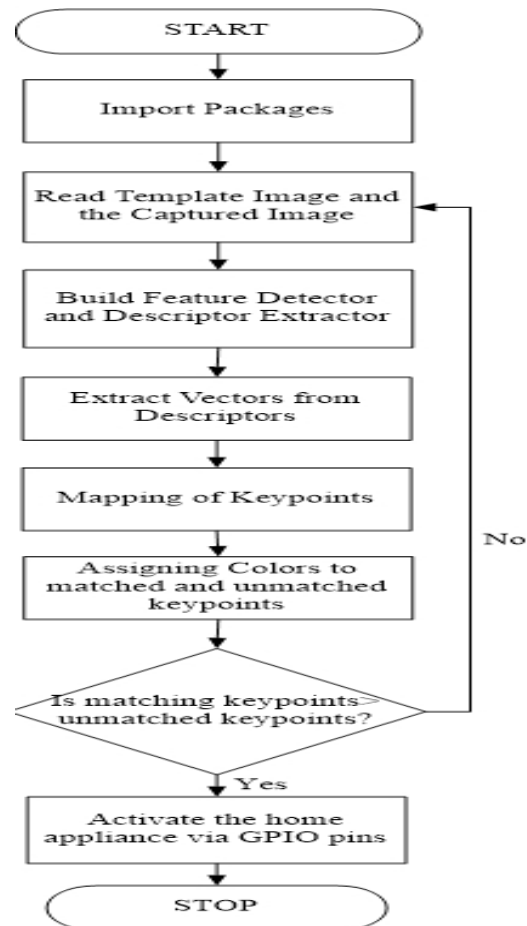 START
Import Packages
Read Template Image and
the Captured Image
Build Feature Detector
and Descriptor Extractor
Extract Vectors from
Descriptors
Mapping of Keypoints
Assigning Colors to
matched and unmatched
keypoints
No
Is matching keypoints>
unmatched keypoints?
Yes
Activate the home
appliance via GPIO pins
STOP